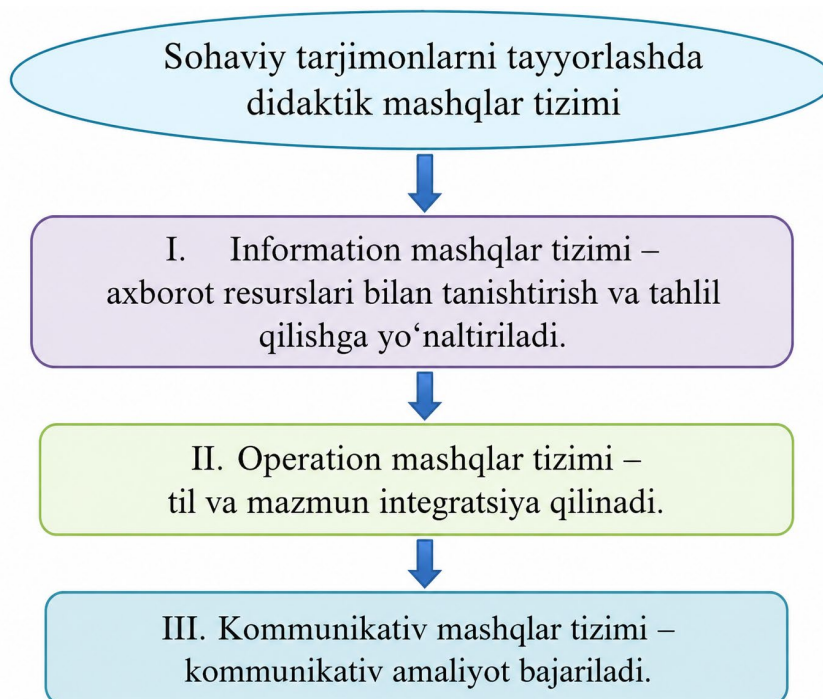 Sohaviy tarjimonlarni tayyorlashda
didaktik mashqlar tizimi
I. Information mashqlar tizimi –
axborot resurslari bilan tanishtirish va tahlil
qilishga yo‘naltiriladi.
II. Operation mashqlar tizimi –
til va mazmun integratsiya qilinadi.
III. Kommunikativ mashqlar tizimi –
kommunikativ amaliyot bajariladi.